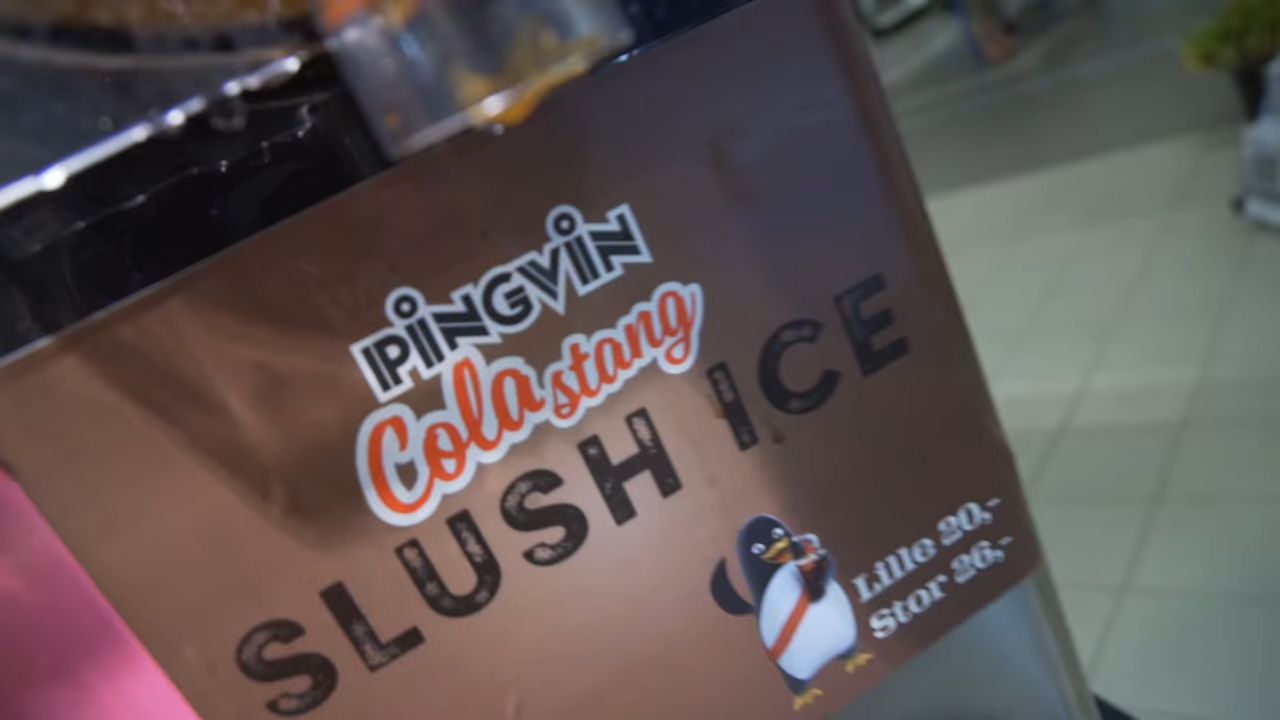 PINGVIN
Cola stang
SLUSH ICE
Lille 20,-
Stor 26,-